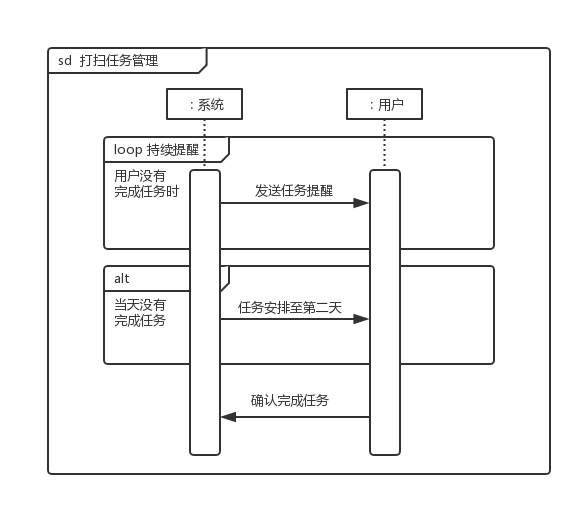 sd 打扫任务管理
: 系统
: 用户
loop 持续提醒
用户没有
完成任务时
发送任务提醒
alt
当天没有
完成任务
任务安排至第二天
确认完成任务